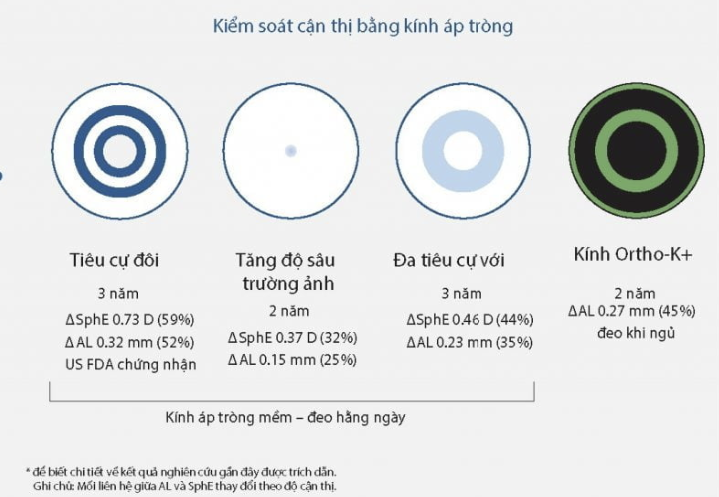 Kiểm soát cận thị bằng kính áp tròng
Tiêu cự đôi
3 năm
ΔSphE 0.73 D (59%)
ΔAL 0.32 mm (52%)
US FDA chứng nhận
Tăng độ sâu
trường ảnh
2 năm
ΔSphE 0.37 D (32%)
ΔAL 0.15 mm (25%)
Đa tiêu cự với
3 năm
ΔSphE 0.46 D (44%)
ΔAL 0.23 mm (35%)
Kính Ortho-K+
2 năm
ΔAL 0.27 mm (45%)
đeo khi ngủ
Kính áp tròng mềm – đeo hằng ngày
* để biết chi tiết về kết quả nghiên cứu gần đây được trích dẫn.
Ghi chú: Mối liên hệ giữa AL và SphE thay đổi theo độ cận thị.